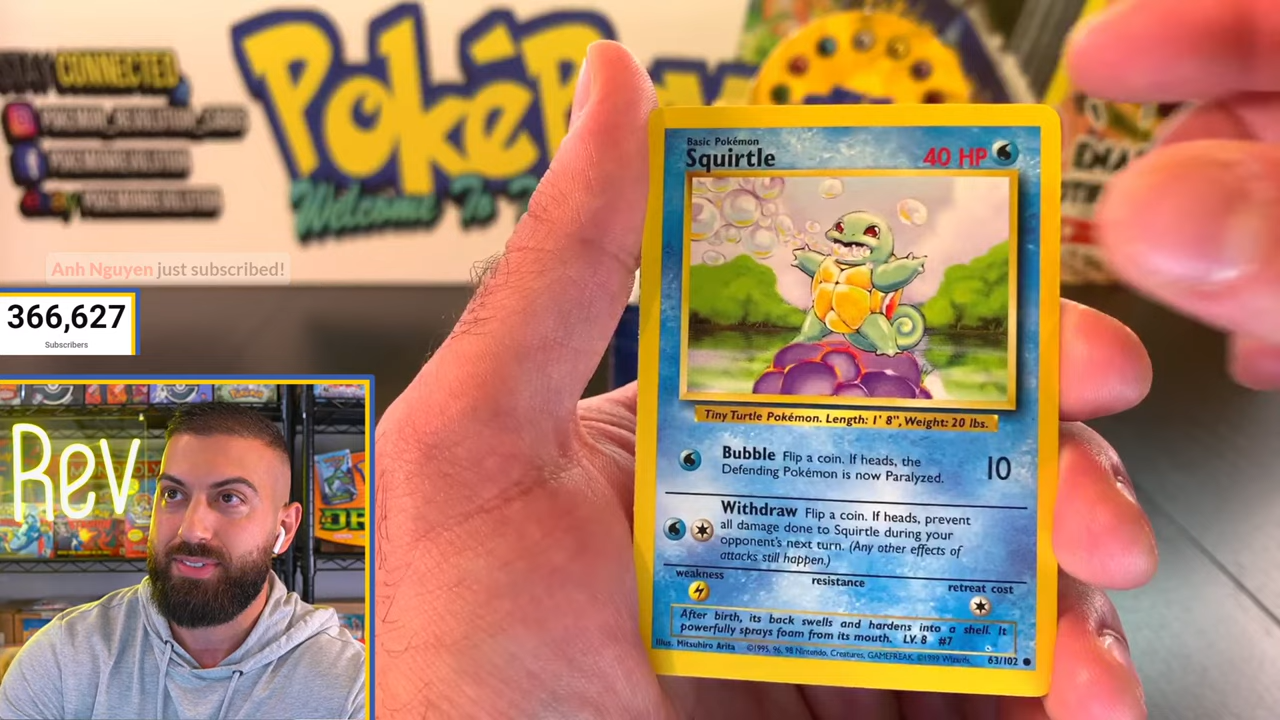 STAY CONNECTED
Poké
Welcome To
Anh Nguyen just subscribed!
366,627
Subscribers
Rev
Basic Pokémon
Squirtle
40 HP
Tiny Turtle Pokémon. Length: 1' 8", Weight: 20 lbs.
Bubble Flip a coin. If heads, the
Defending Pokémon is now Paralyzed.
10
Withdraw Flip a coin. If heads, prevent
all damage done to Squirtle during your
opponent's next turn. (Any other effects of
attacks still happen.)
weakness
resistance
retreat cost
After birth, its back swells and hardens into a shell. It
powerfully sprays foam from its mouth. LV. 8 #7
Illus. Mitsuhiro Arita ©1995, 96, 98 Nintendo, Creatures, GAMEFREAK. ©1999 Wizards. 63/102